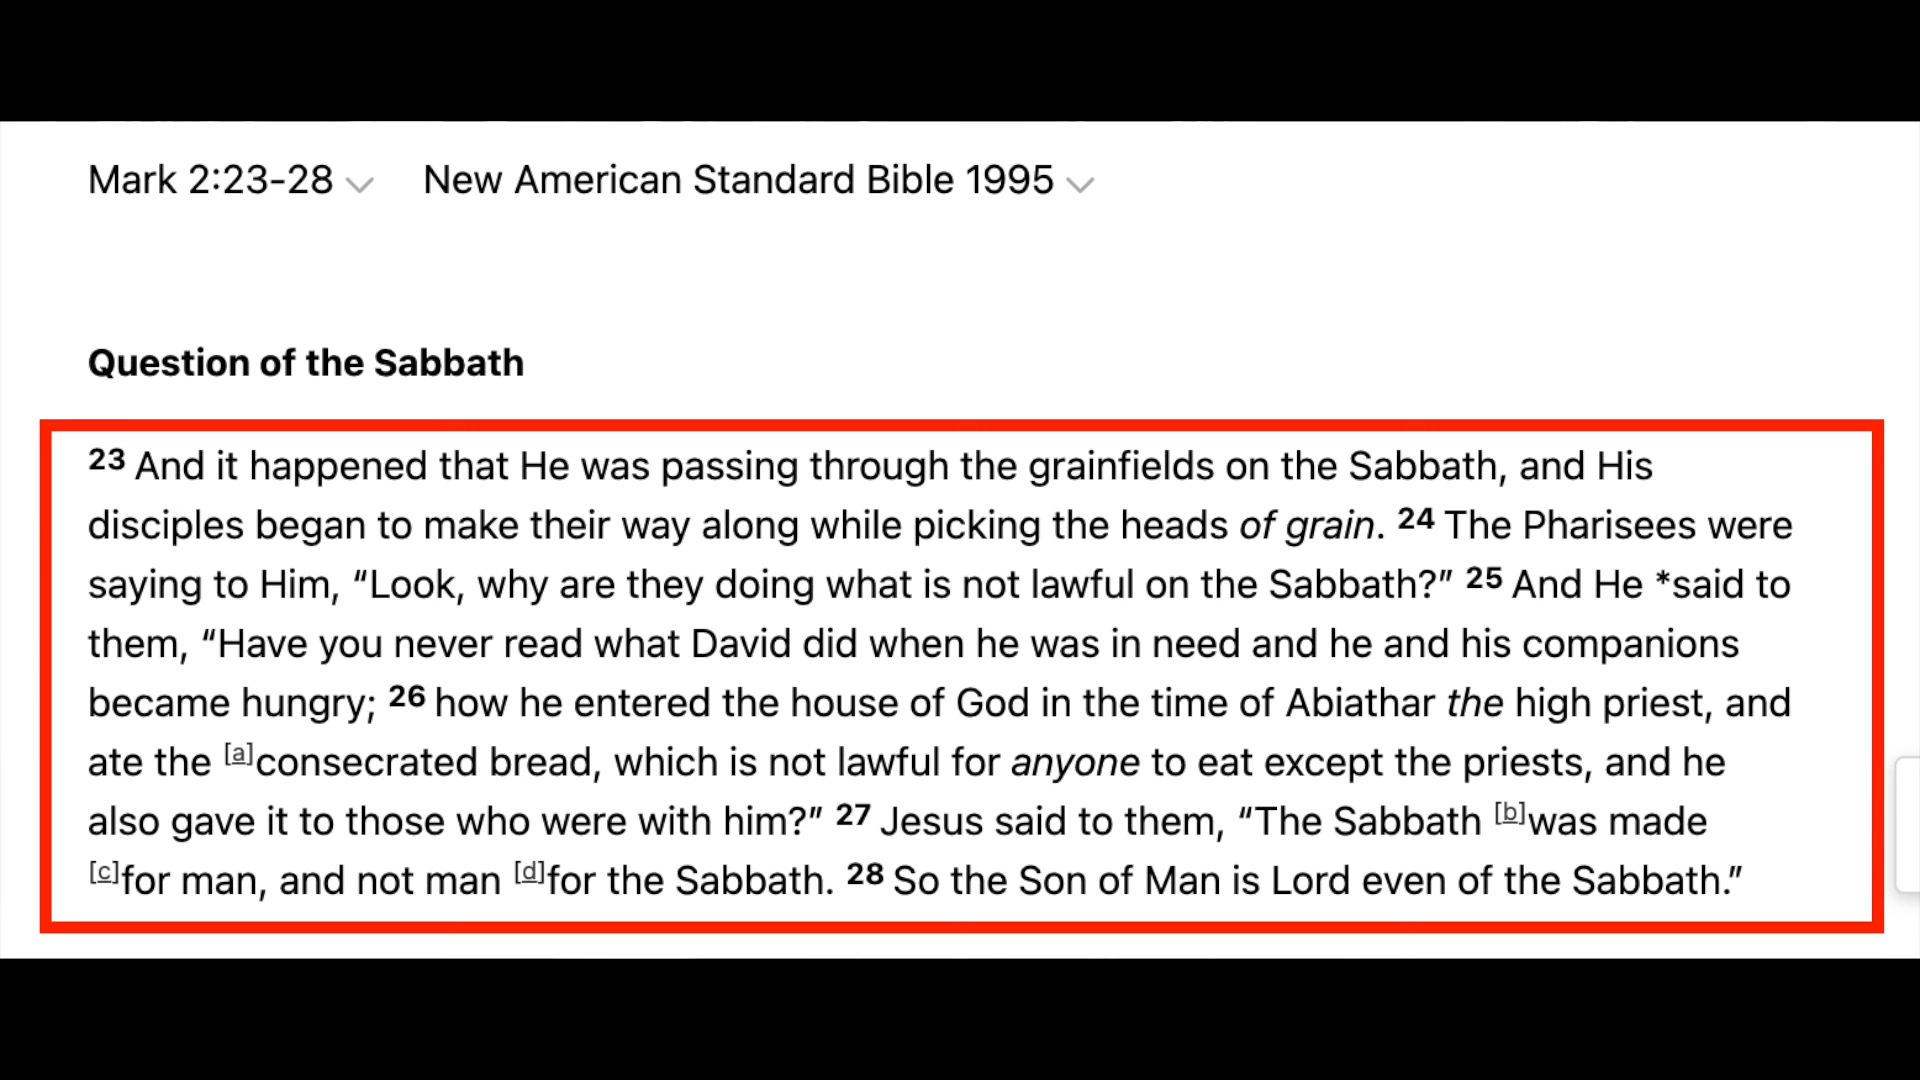 Mark 2:23-28 New American Standard Bible 1995
Question of the Sabbath
23 And it happened that He was passing through the grainfields on the Sabbath, and His
disciples began to make their way along while picking the heads of grain. 24 The Pharisees were
saying to Him, “Look, why are they doing what is not lawful on the Sabbath?” 25 And He *said to
them, “Have you never read what David did when he was in need and he and his companions
became hungry; 26 how he entered the house of God in the time of Abiathar the high priest, and
ate the [a]consecrated bread, which is not lawful for anyone to eat except the priests, and he
also gave it to those who were with him?” 27 Jesus said to them, “The Sabbath [b]was made
[c]for man, and not man [d]for the Sabbath. 28 So the Son of Man is Lord even of the Sabbath.”